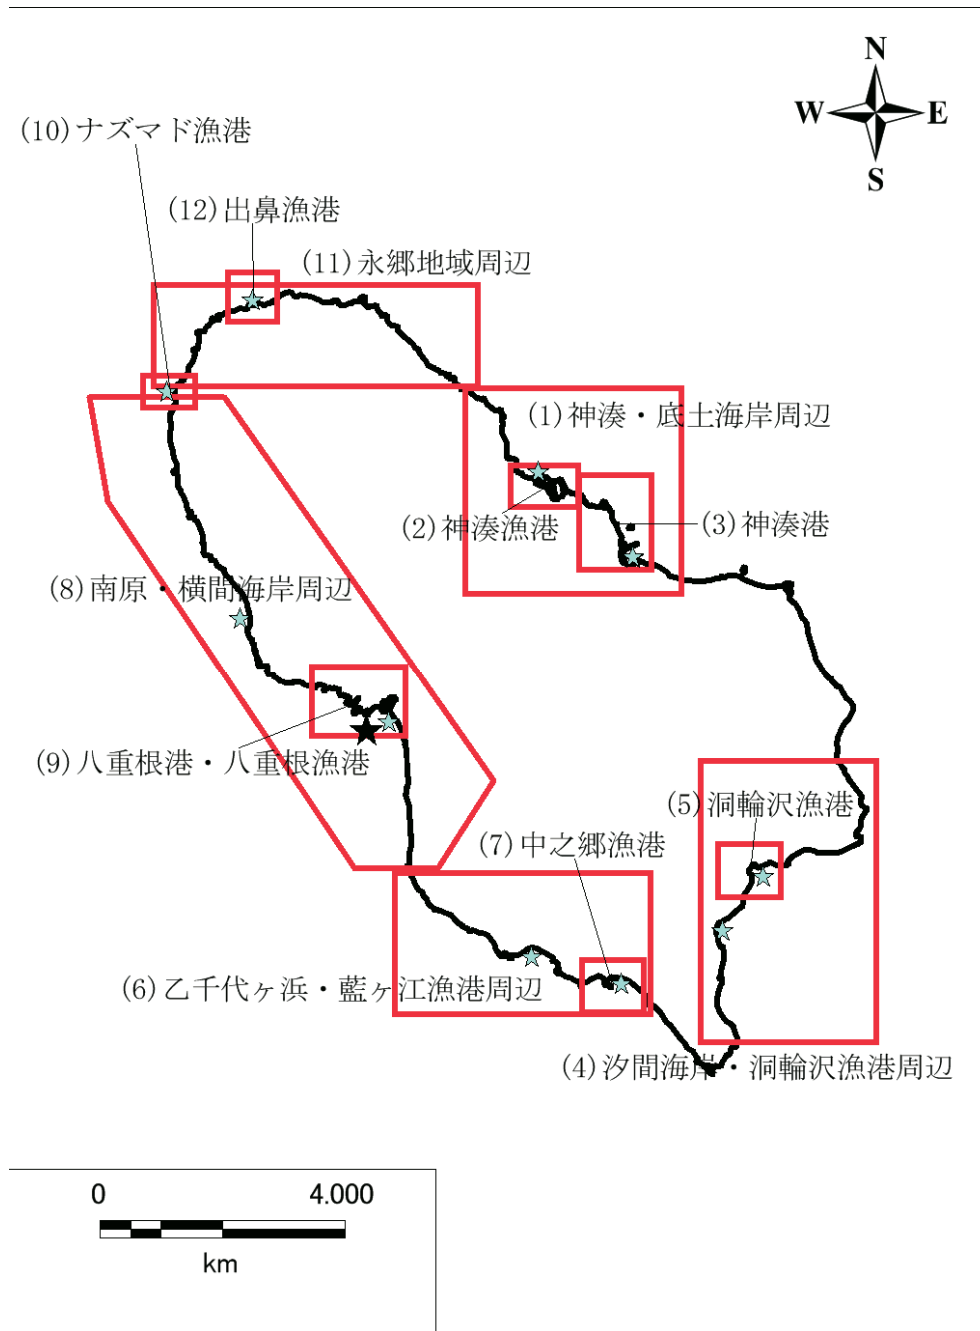 N
W E
S
(10)ナズマド漁港
(12)出鼻漁港
(11)永郷地域周辺
(1)神湊・底土海岸周辺
(2)神湊漁港
(3)神湊港
(8)南原・横間海岸周辺
(9)八重根港・八重根漁港
(5)洞輪沢漁港
(7)中之郷漁港
(6)乙千代ヶ浜・藍ヶ江漁港周辺
(4)汐間海岸・洞輪沢漁港周辺
0 4.000
km